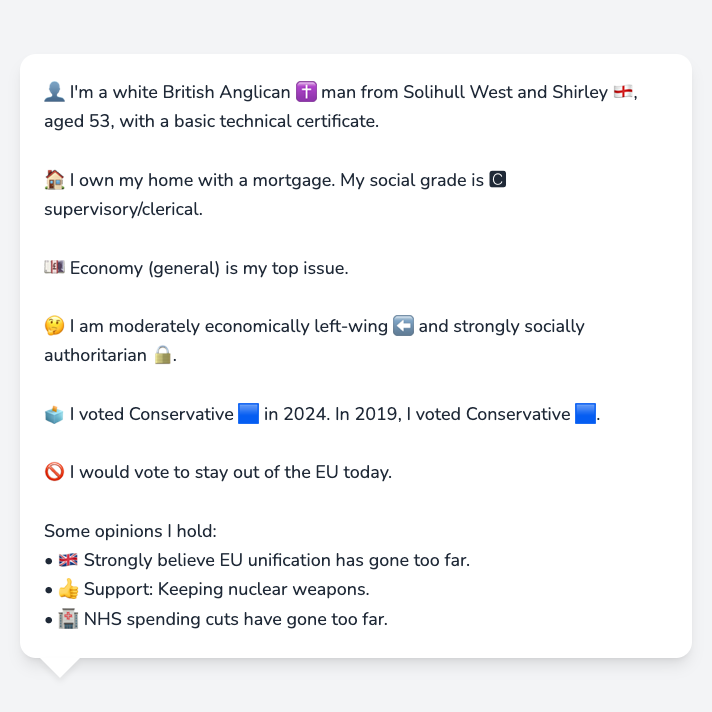 👤 I'm a white British Anglican ✝️ man from Solihull West and Shirley 🏴󠁧󠁢󠁥󠁮󠁧󠁿,
aged 53, with a basic technical certificate.
🏠 I own my home with a mortgage. My social grade is 🅲
supervisory/clerical.
💷 Economy (general) is my top issue.
🤔 I am moderately economically left-wing ⬅️ and strongly socially
authoritarian 🔒.
🗳️ I voted Conservative 🟦 in 2024. In 2019, I voted Conservative 🟦.
🚫 I would vote to stay out of the EU today.
Some opinions I hold:
• 🇬🇧 Strongly believe EU unification has gone too far.
• 👍 Support: Keeping nuclear weapons.
• 🏥 NHS spending cuts have gone too far.